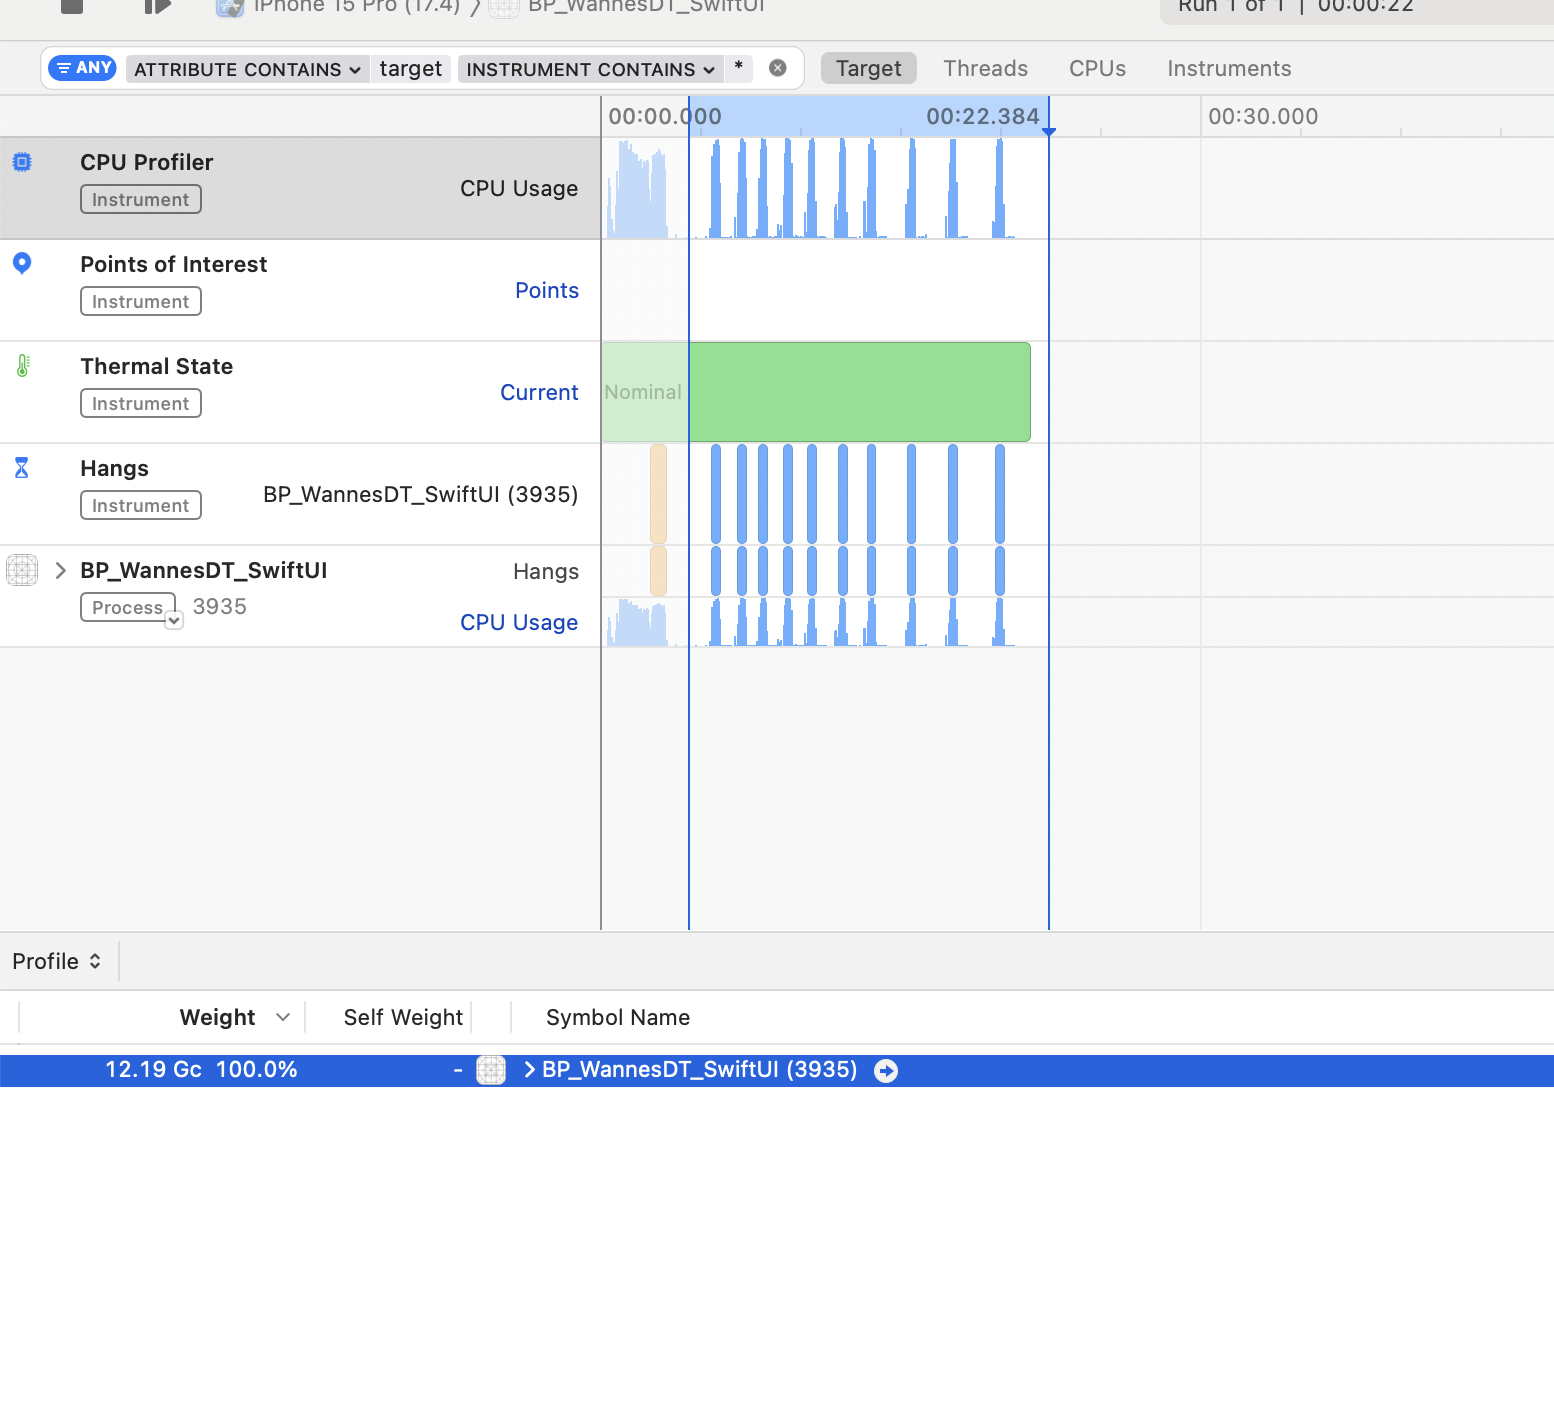 iPhone 15 Pro (17.4) 〉 BP_WannesDT_SwiftUI Run 1 of 1 | 00:00:22
ANY ATTRIBUTE CONTAINS target INSTRUMENT CONTAINS * Target Threads CPUs Instruments
00:00.000 00:22.384 00:30.000
CPU Profiler
Instrument
CPU Usage
Points of Interest
Instrument
Points
Thermal State
Instrument
Current
Nominal
Hangs
Instrument
BP_WannesDT_SwiftUI (3935)
BP_WannesDT_SwiftUI
Hangs
Process 3935
CPU Usage
Profile
Weight Self Weight Symbol Name
12.19 Gc 100.0% - BP_WannesDT_SwiftUI (3935)